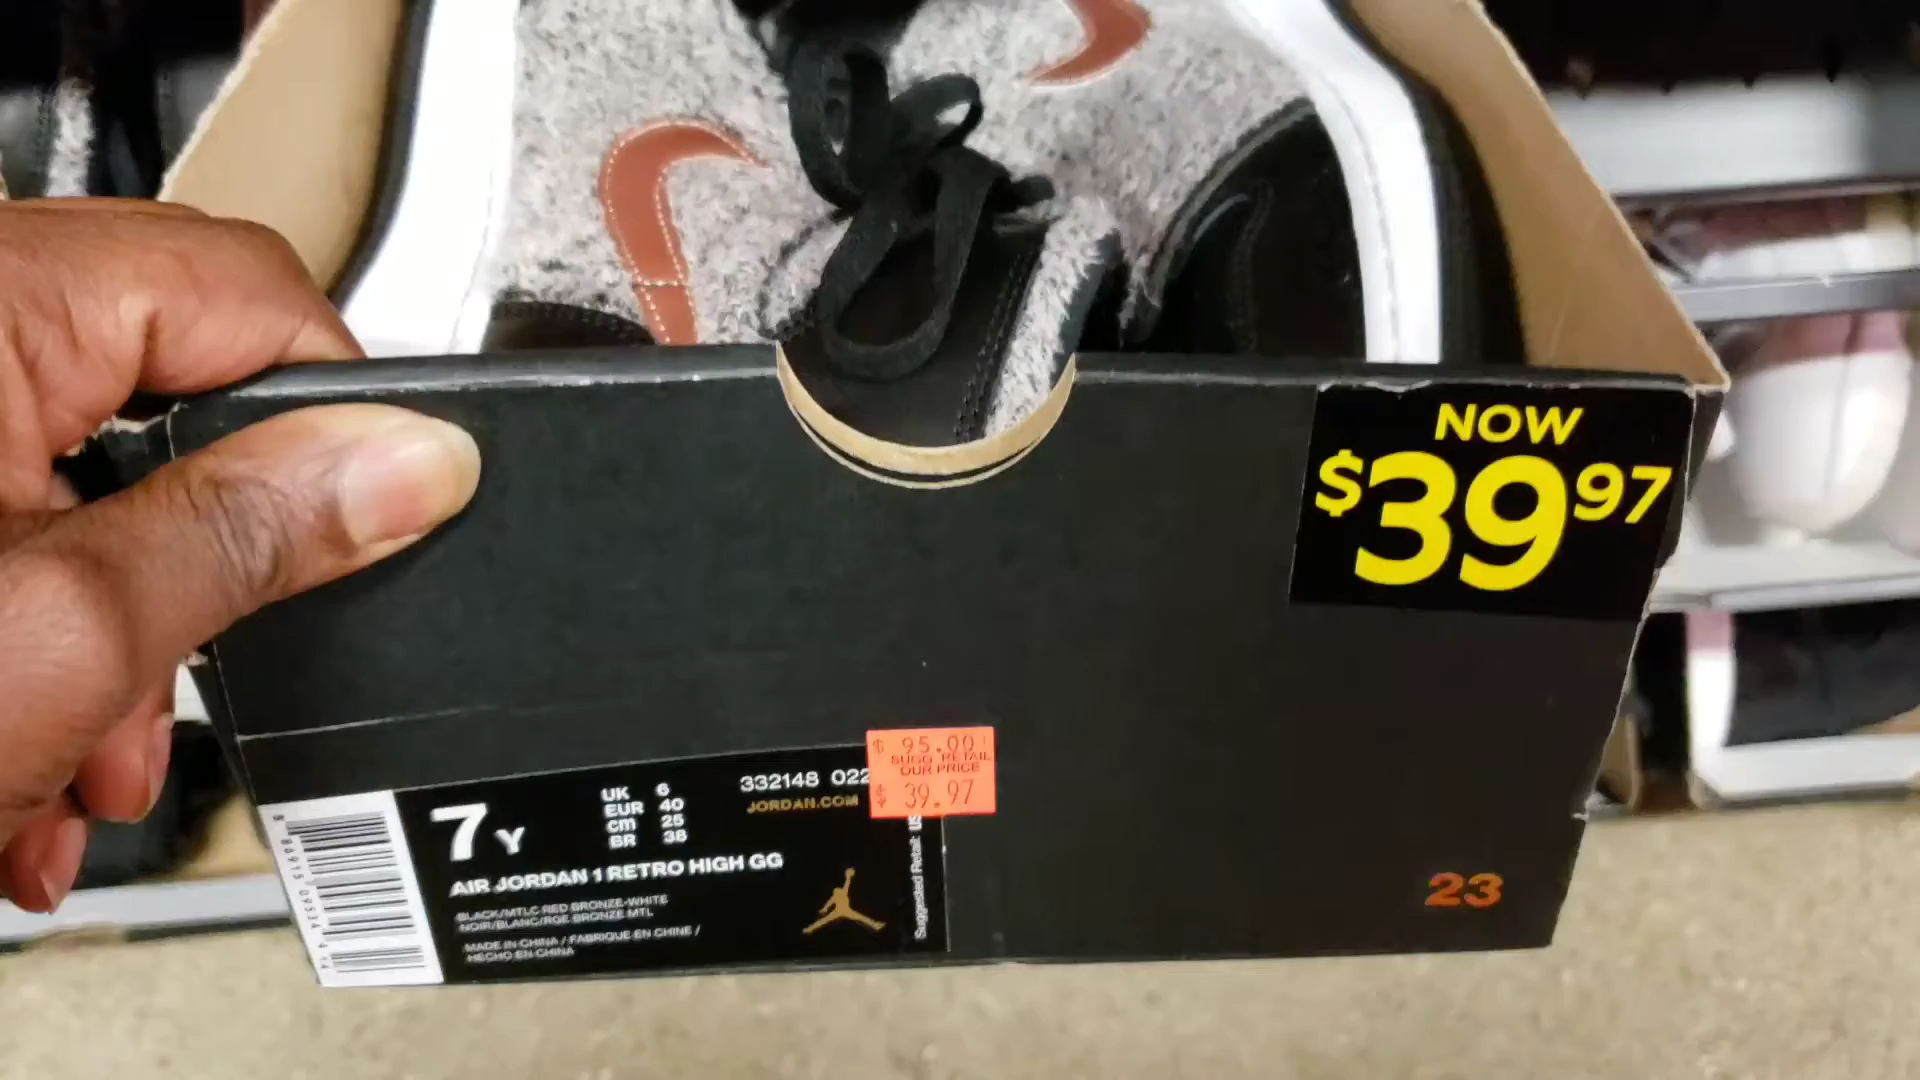 NOW
$39 97
$ 95.00
SUGG RETAIL
OUR PRICE
$ 39.97
7Y
UK 6
EUR 40
cm 25
BR 38
332148 022
JORDAN.COM
AIR JORDAN 1 RETRO HIGH GG
BLACK/MTLC RED BRONZE-WHITE
NOIR/BLANC/RGE BRONZE MTL
MADE IN CHINA / FABRIQUE EN CHINE /
HECHO EN CHINA
Suggested Retail: US
23